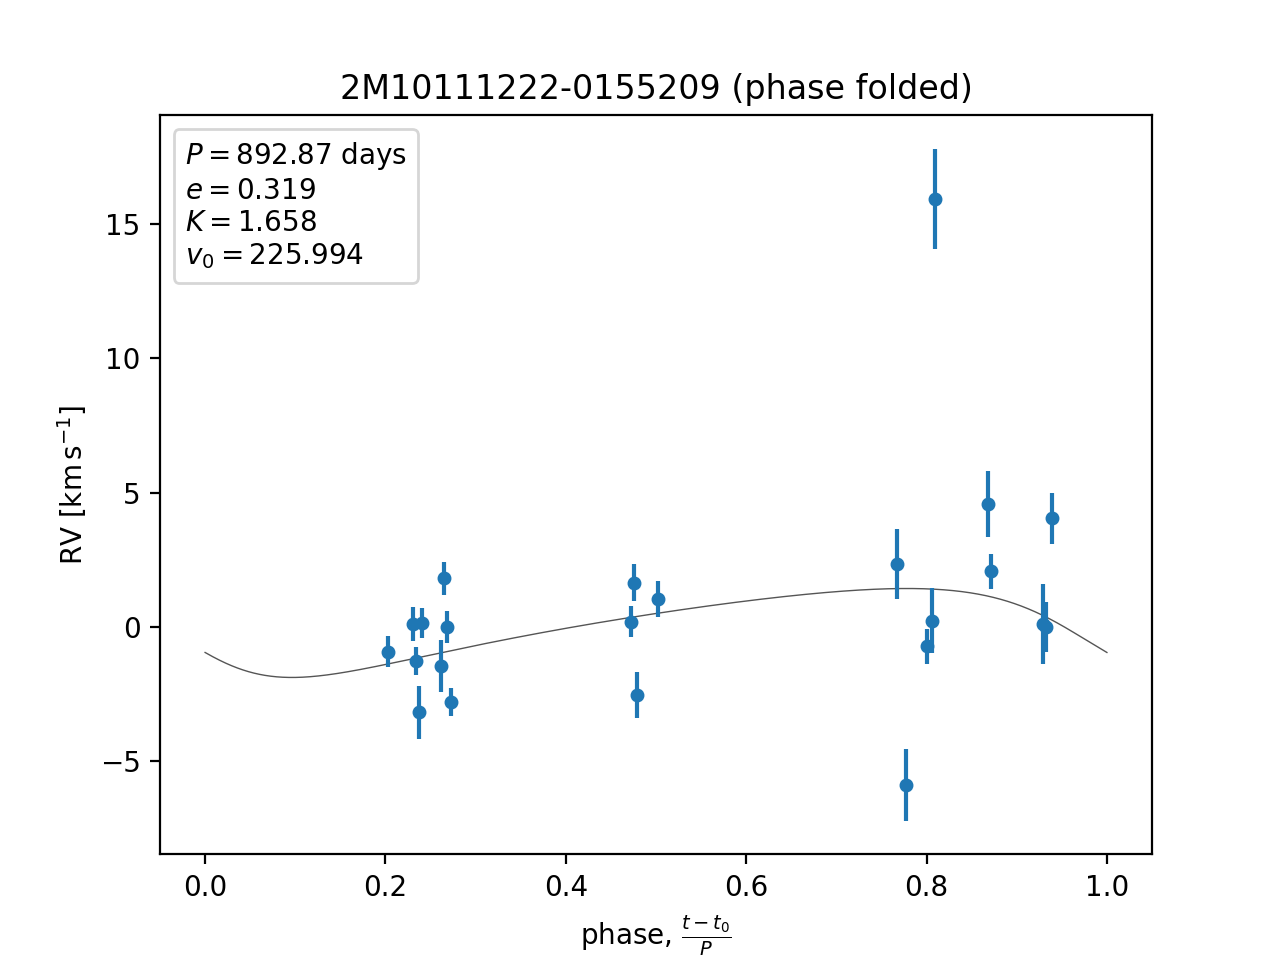 2M10111222-0155209 (phase folded)
P = 892.87 days
e = 0.319
K = 1.658
v₀ = 225.994
15
10
5
0
−5
RV [km s⁻¹]
0.0 0.2 0.4 0.6 0.8 1.0
phase, (t − t₀)/P